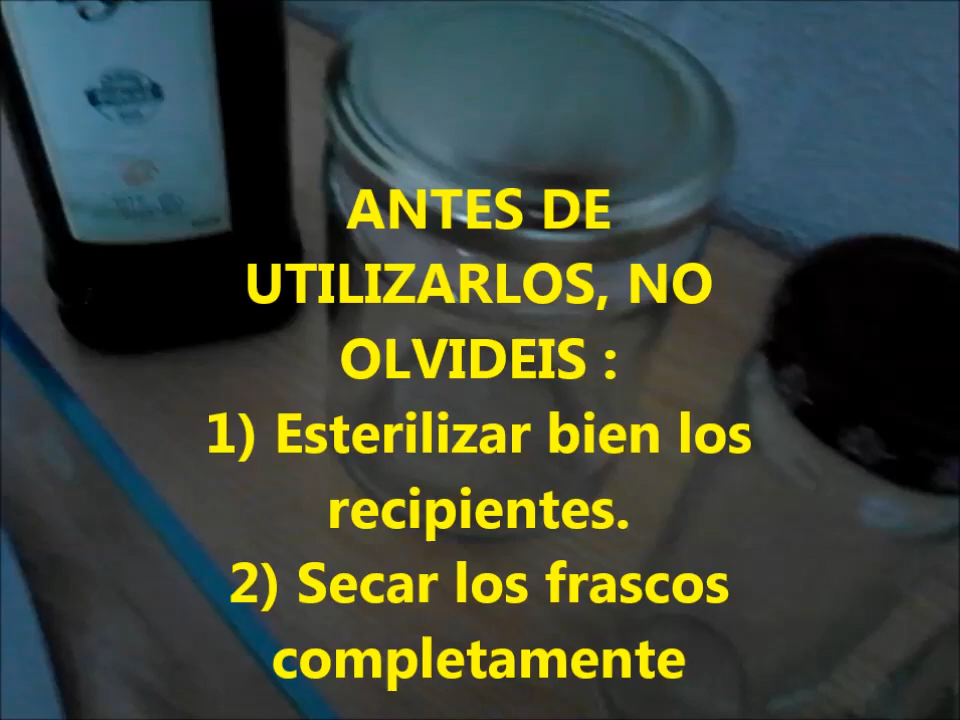 ANTES DE
UTILIZARLOS, NO
OLVIDEIS :
1) Esterilizar bien los
recipientes.
2) Secar los frascos
completamente